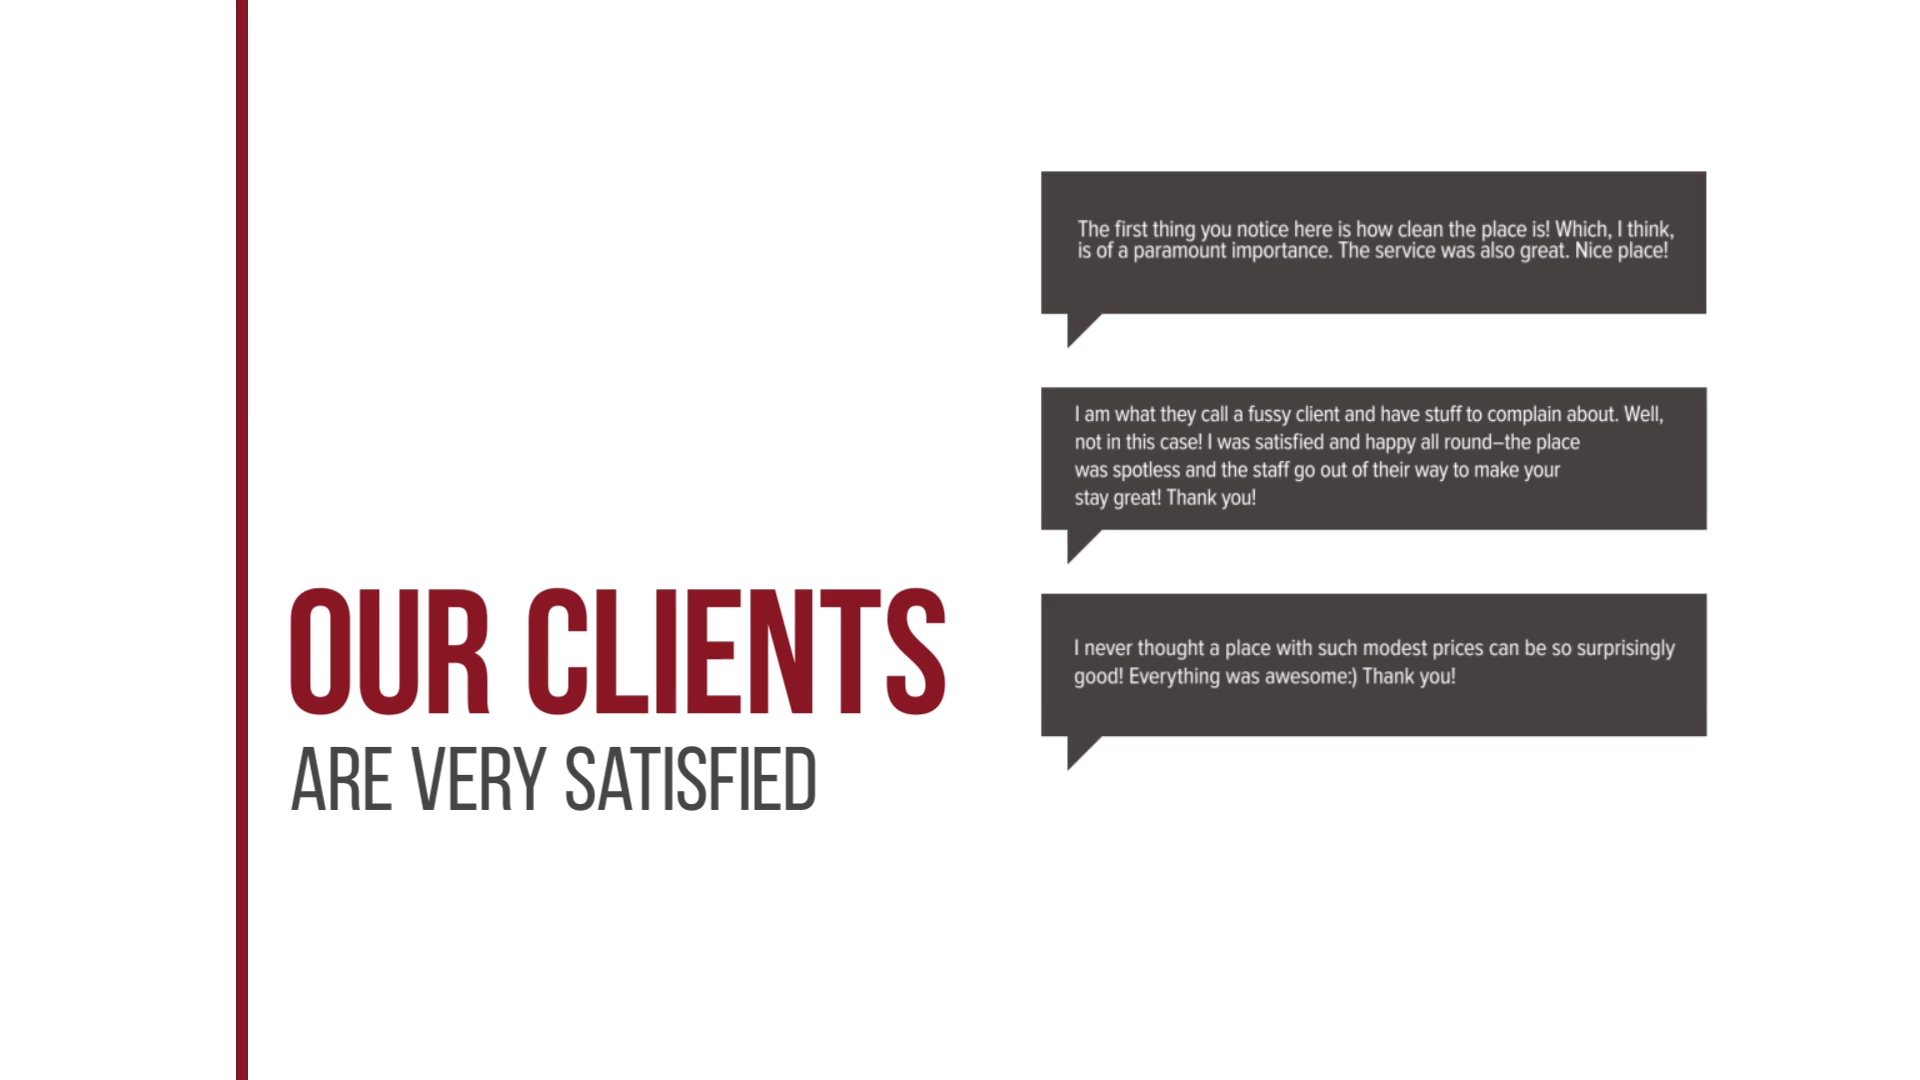 OUR CLIENTS
ARE VERY SATISFIED
The first thing you notice here is how clean the place is! Which, I think,
is of a paramount importance. The service was also great. Nice place!
I am what they call a fussy client and have stuff to complain about. Well,
not in this case! I was satisfied and happy all round–the place
was spotless and the staff go out of their way to make your
stay great! Thank you!
I never thought a place with such modest prices can be so surprisingly
good! Everything was awesome:) Thank you!